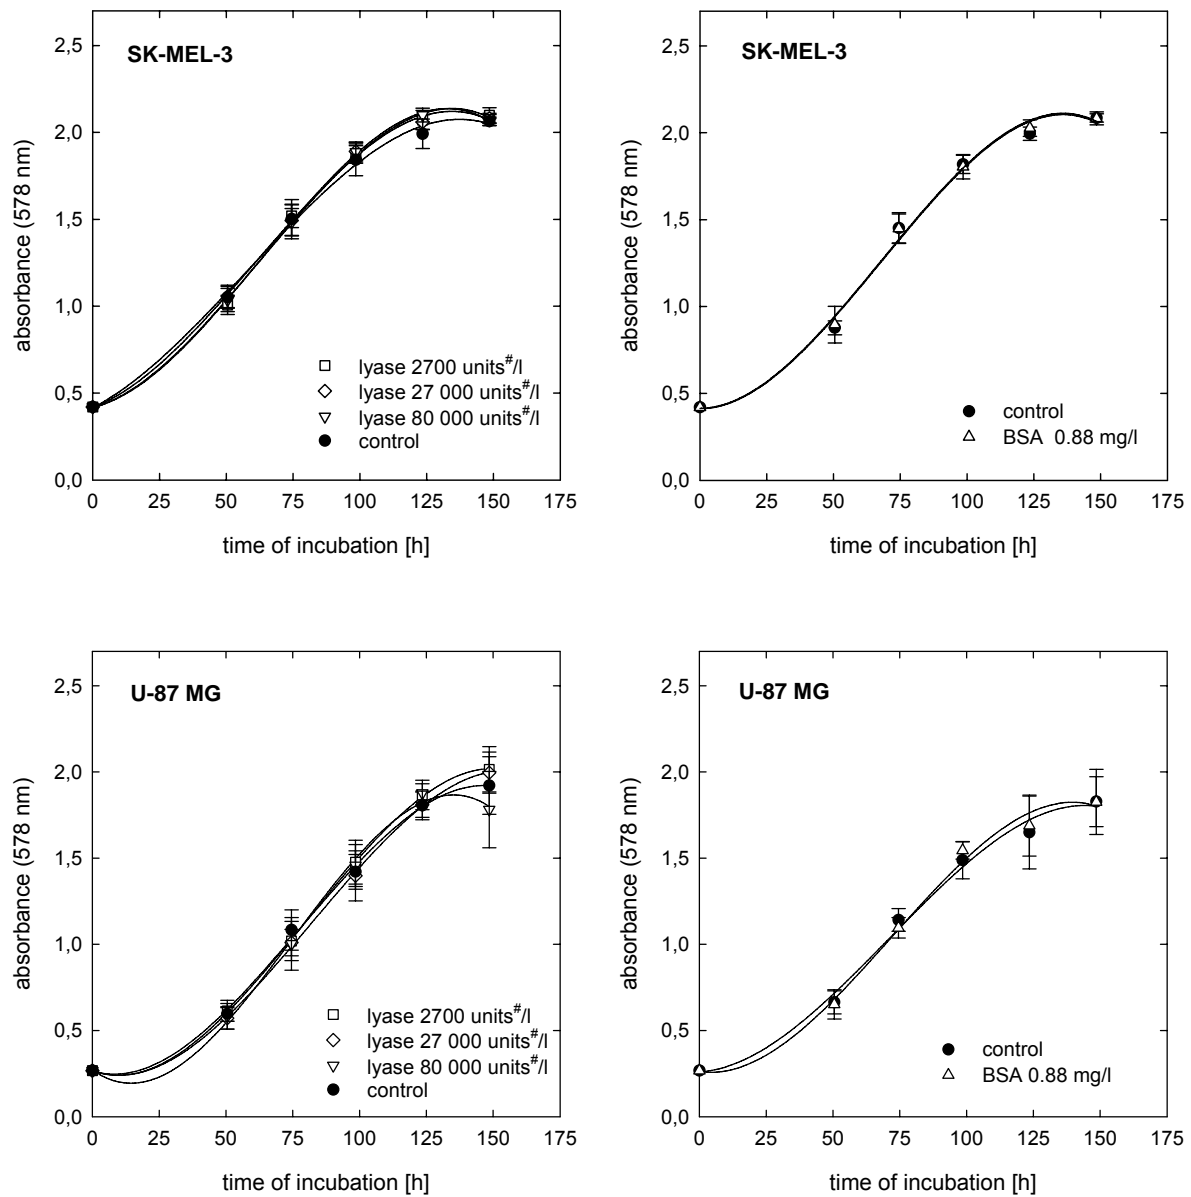 SK-MEL-3
absorbance (578 nm)
2,5
2,0
1,5
1,0
0,5
0,0
lyase 2700 units#/l
lyase 27 000 units#/l
lyase 80 000 units#/l
control
0 25 50 75 100 125 150 175
time of incubation [h]
SK-MEL-3
absorbance (578 nm)
2,5
2,0
1,5
1,0
0,5
0,0
control
BSA 0.88 mg/l
0 25 50 75 100 125 150 175
time of incubation [h]
U-87 MG
absorbance (578 nm)
2,5
2,0
1,5
1,0
0,5
0,0
lyase 2700 units#/l
lyase 27 000 units#/l
lyase 80 000 units#/l
control
0 25 50 75 100 125 150 175
time of incubation [h]
U-87 MG
absorbance (578 nm)
2,5
2,0
1,5
1,0
0,5
0,0
control
BSA 0.88 mg/l
0 25 50 75 100 125 150 175
time of incubation [h]